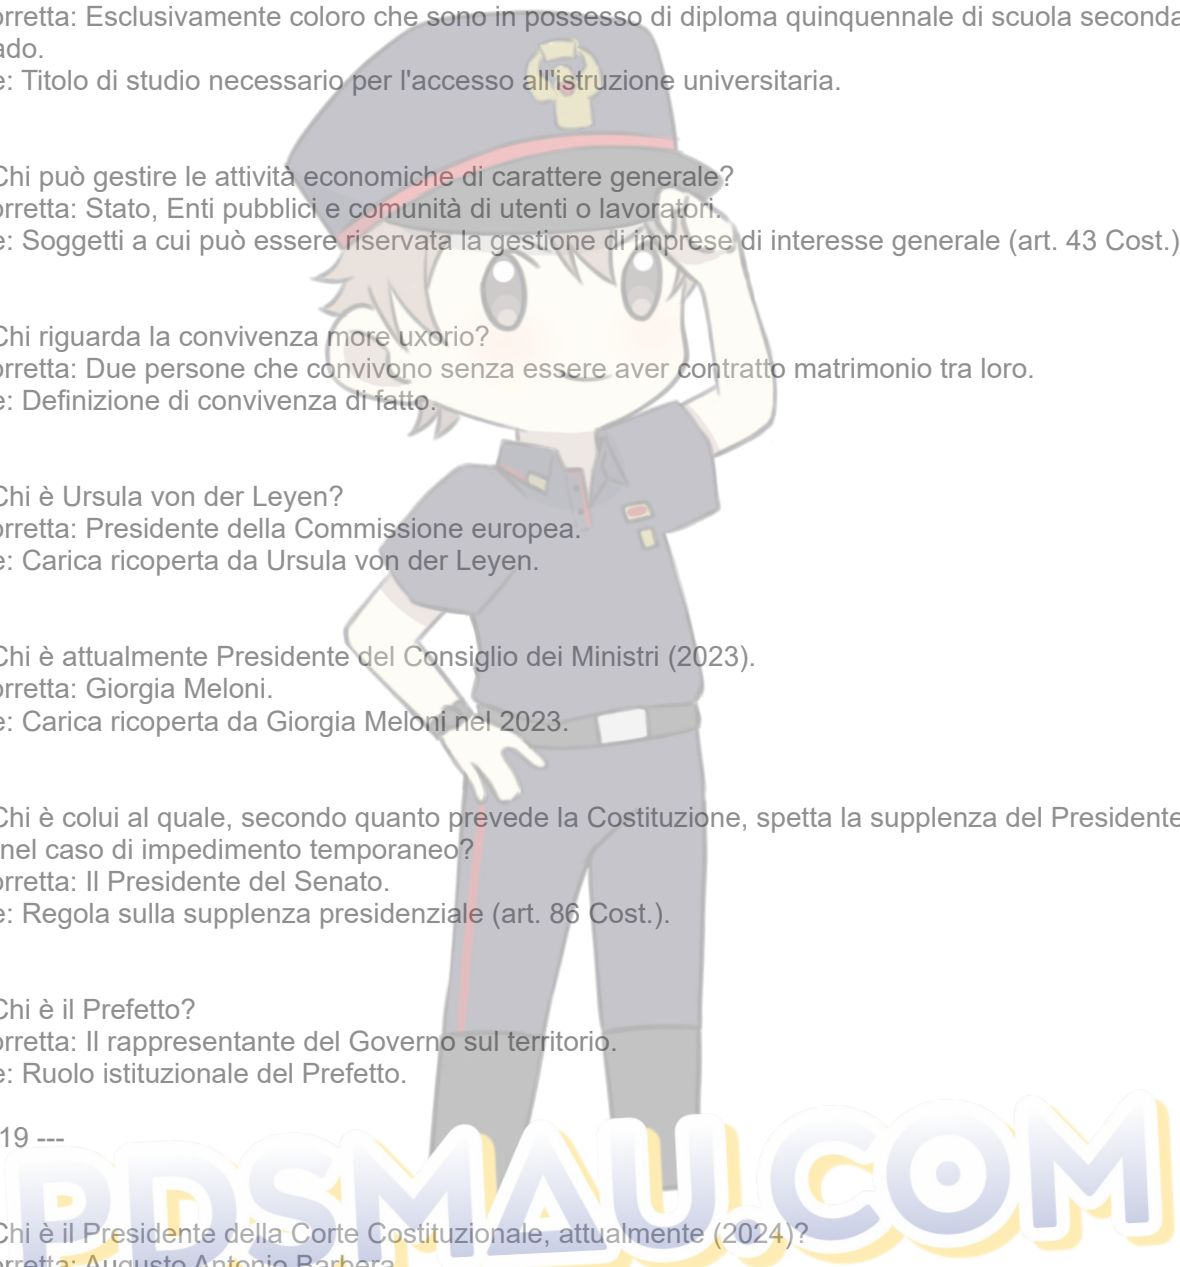 orretta: Esclusivamente coloro che sono in possesso di diploma quinquennale di scuola seconda
ado.
e: Titolo di studio necessario per l'accesso all'istruzione universitaria.
Chi può gestire le attività economiche di carattere generale?
orretta: Stato, Enti pubblici e comunità di utenti o lavoratori.
e: Soggetti a cui può essere riservata la gestione di imprese di interesse generale (art. 43 Cost.)
Chi riguarda la convivenza more uxorio?
orretta: Due persone che convivono senza essere aver contratto matrimonio tra loro.
e: Definizione di convivenza di fatto.
Chi è Ursula von der Leyen?
orretta: Presidente della Commissione europea.
e: Carica ricoperta da Ursula von der Leyen.
Chi è attualmente Presidente del Consiglio dei Ministri (2023).
orretta: Giorgia Meloni.
e: Carica ricoperta da Giorgia Meloni nel 2023.
Chi è colui al quale, secondo quanto prevede la Costituzione, spetta la supplenza del Presidente
nel caso di impedimento temporaneo?
orretta: Il Presidente del Senato.
e: Regola sulla supplenza presidenziale (art. 86 Cost.).
Chi è il Prefetto?
orretta: Il rappresentante del Governo sul territorio.
e: Ruolo istituzionale del Prefetto.
19 ---
PDSMAU.COM
Chi è il Presidente della Corte Costituzionale, attualmente (2024)?
orretta: Augusto Antonio Barbera